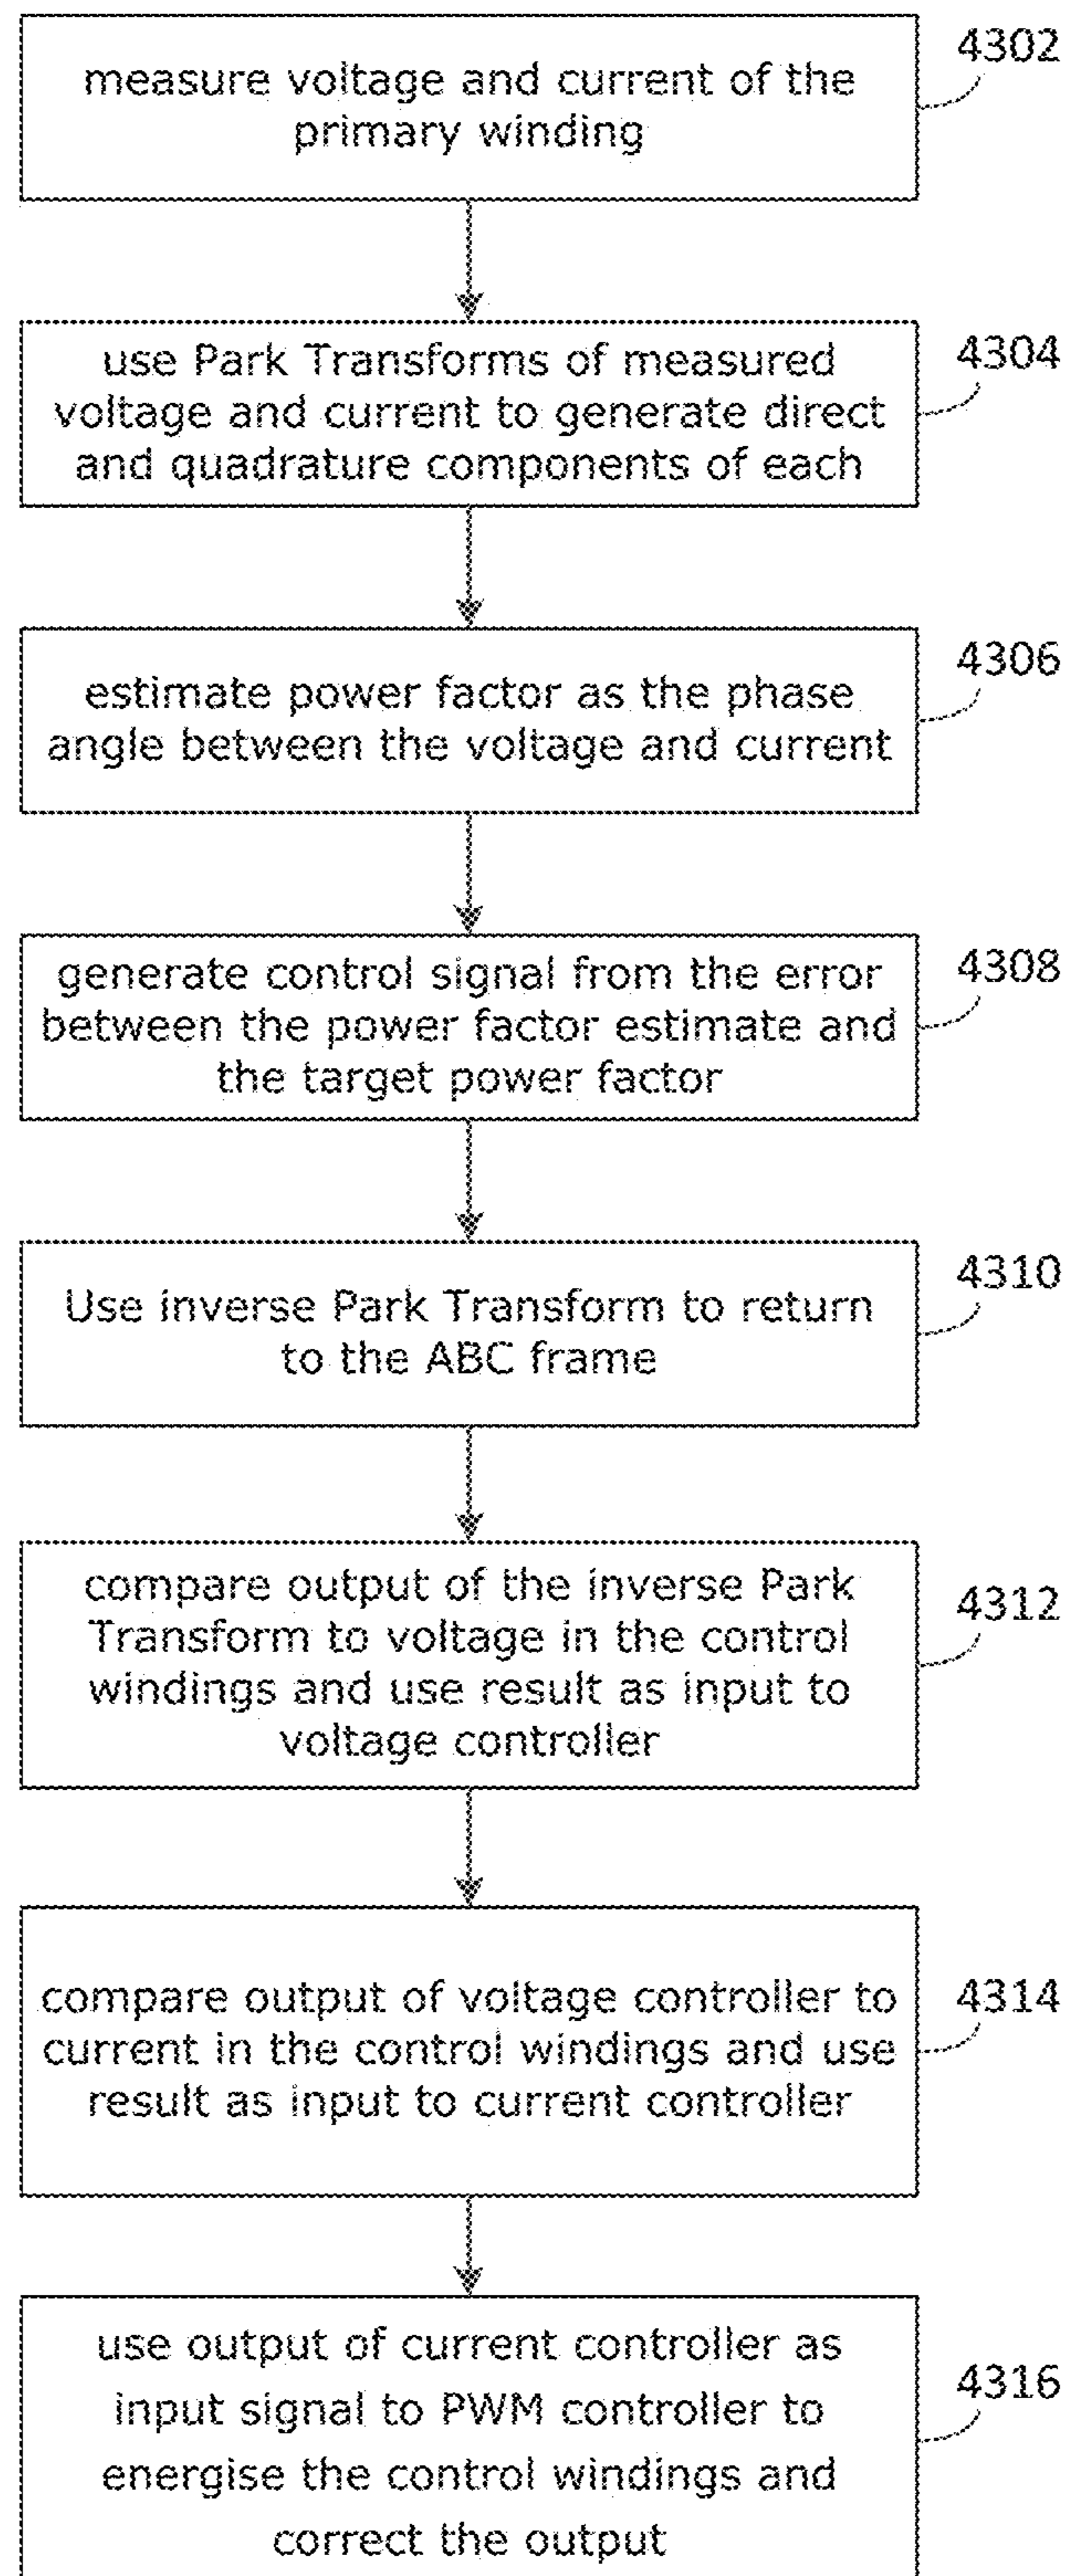 measure voltage and current of the
primary winding
4302
use Park Transforms of measured
voltage and current to generate direct
and quadrature components of each
4304
estimate power factor as the phase
angle between the voltage and current
4306
generate control signal from the error
between the power factor estimate and
the target power factor
4308
Use inverse Park Transform to return
to the ABC frame
4310
compare output of the inverse Park
Transform to voltage in the control
windings and use result as input to
voltage controller
4312
compare output of voltage controller to
current in the control windings and use
result as input to current controller
4314
use output of current controller as
input signal to PWM controller to
energise the control windings and
correct the output
4316